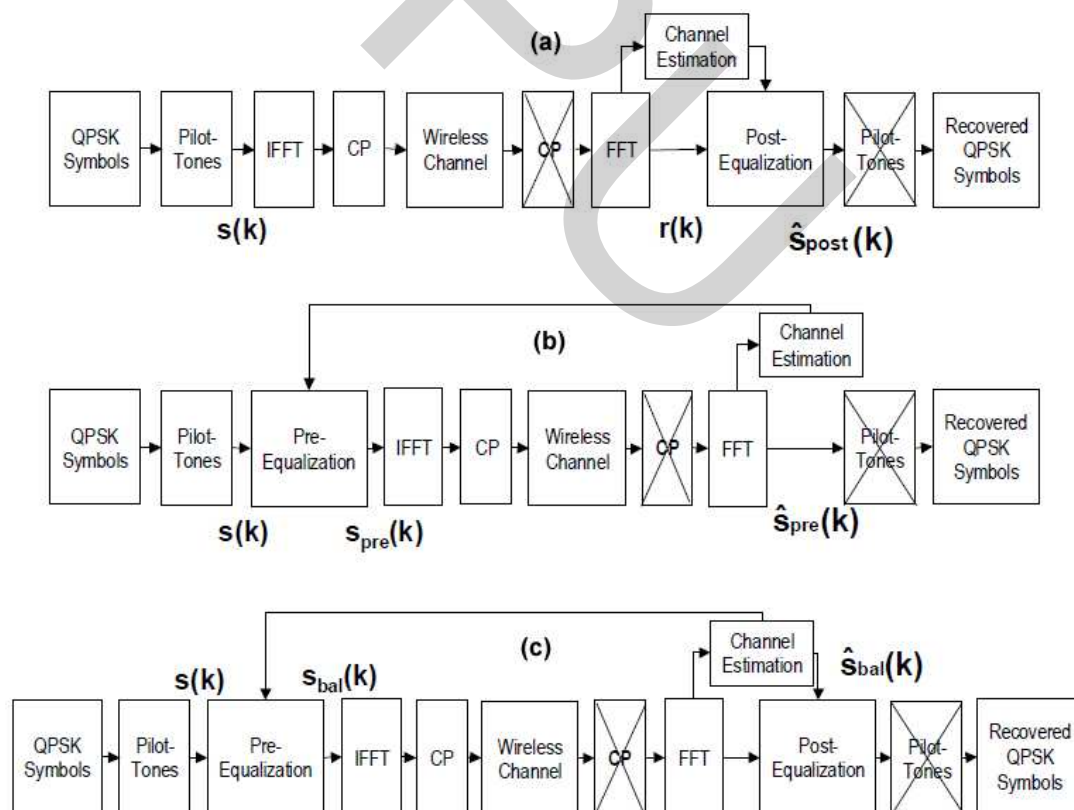 (a)
Channel
Estimation
QPSK
Symbols
Pilot-
Tones
IFFT
CP
Wireless
Channel
CP
FFT
Post-
Equalization
Pilot-
Tones
Recovered
QPSK
Symbols
s(k)
r(k)
ŝpost (k)
(b)
Channel
Estimation
QPSK
Symbols
Pilot-
Tones
Pre-
Equalization
IFFT
CP
Wireless
Channel
CP
FFT
Pilot-
Tones
Recovered
QPSK
Symbols
s(k)
spre(k)
ŝpre(k)
(c)
Channel
Estimation
s(k)
sbal(k)
ŝbal(k)
QPSK
Symbols
Pilot-
Tones
Pre-
Equalization
IFFT
CP
Wireless
Channel
CP
FFT
Post-
Equalization
Pilot-
Tones
Recovered
QPSK
Symbols